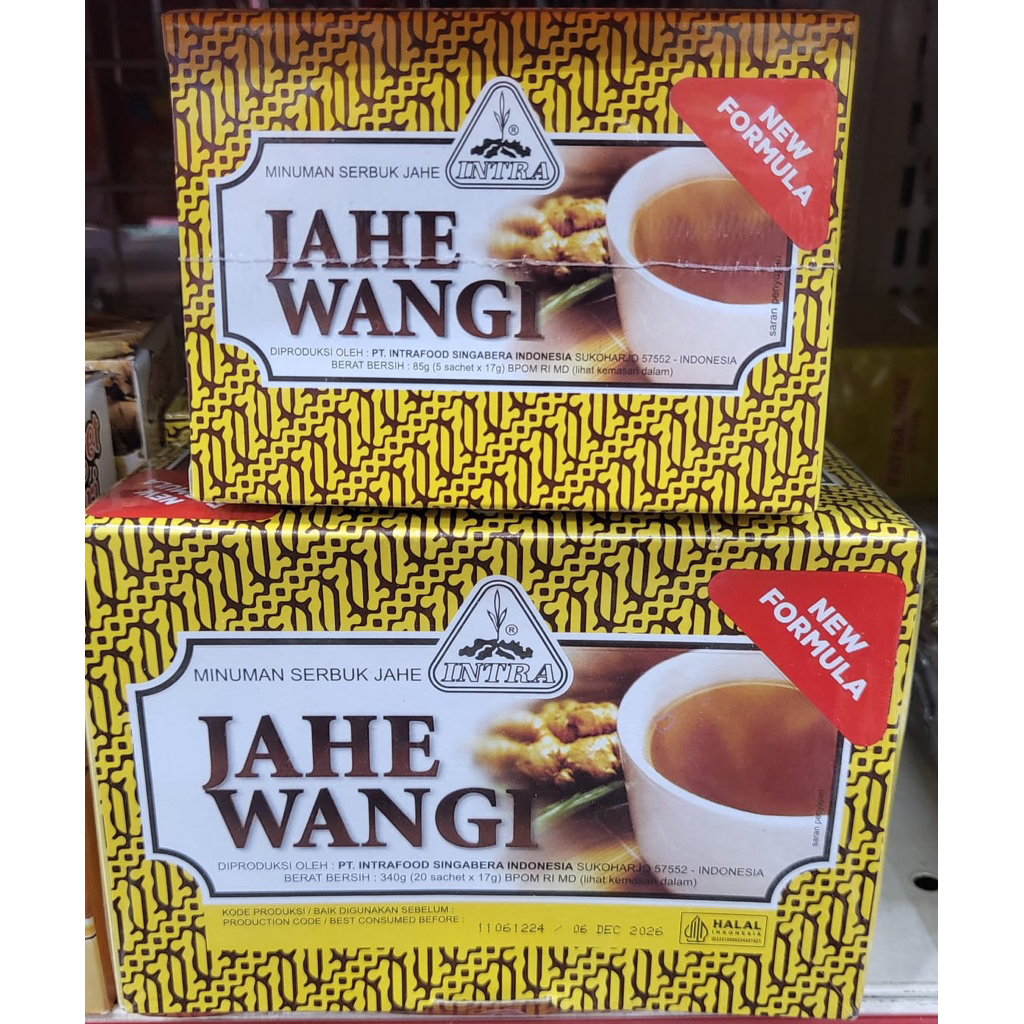 NEW
FORMULA
INTRA
®
MINUMAN SERBUK JAHE
JAHE
WANGI
DIPRODUKSI OLEH : PT. INTRAFOOD SINGABERA INDONESIA SUKOHARJO 57552 - INDONESIA
BERAT BERSIH : 85g (5 sachet x 17g) BPOM RI MD (lihat kemasan dalam)
NEW
FORMULA
INTRA
®
MINUMAN SERBUK JAHE
JAHE
WANGI
saran penyajian
DIPRODUKSI OLEH : PT. INTRAFOOD SINGABERA INDONESIA SUKOHARJO 57552 - INDONESIA
BERAT BERSIH : 340g (20 sachet x 17g) BPOM RI MD (lihat kemasan dalam)
KODE PRODUKSI / BAIK DIGUNAKAN SEBELUM :
PRODUCTION CODE / BEST CONSUMED BEFORE :
11061224 / 06 DEC 2026
HALAL
INDONESIA